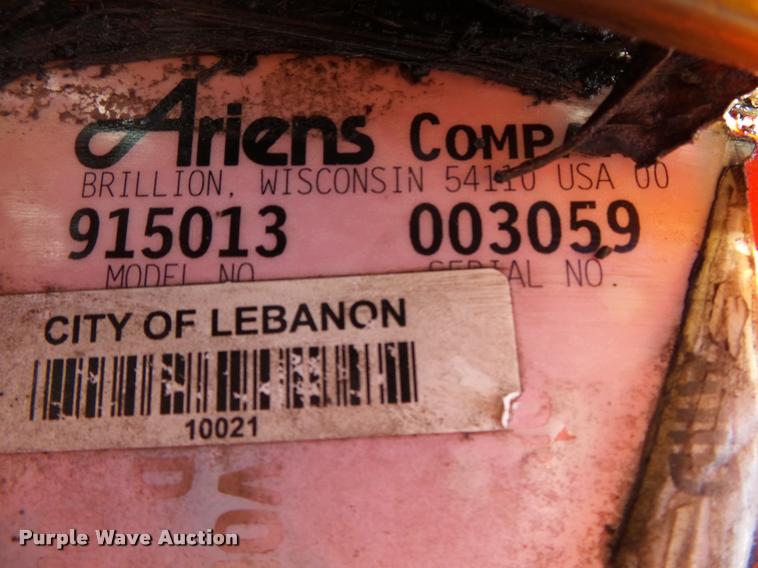 Ariens COMPA
BRILLION, WISCONSIN 54110 USA 00
915013 003059
MODEL NO. SERIAL NO.
CITY OF LEBANON
10021
Purple Wave Auction